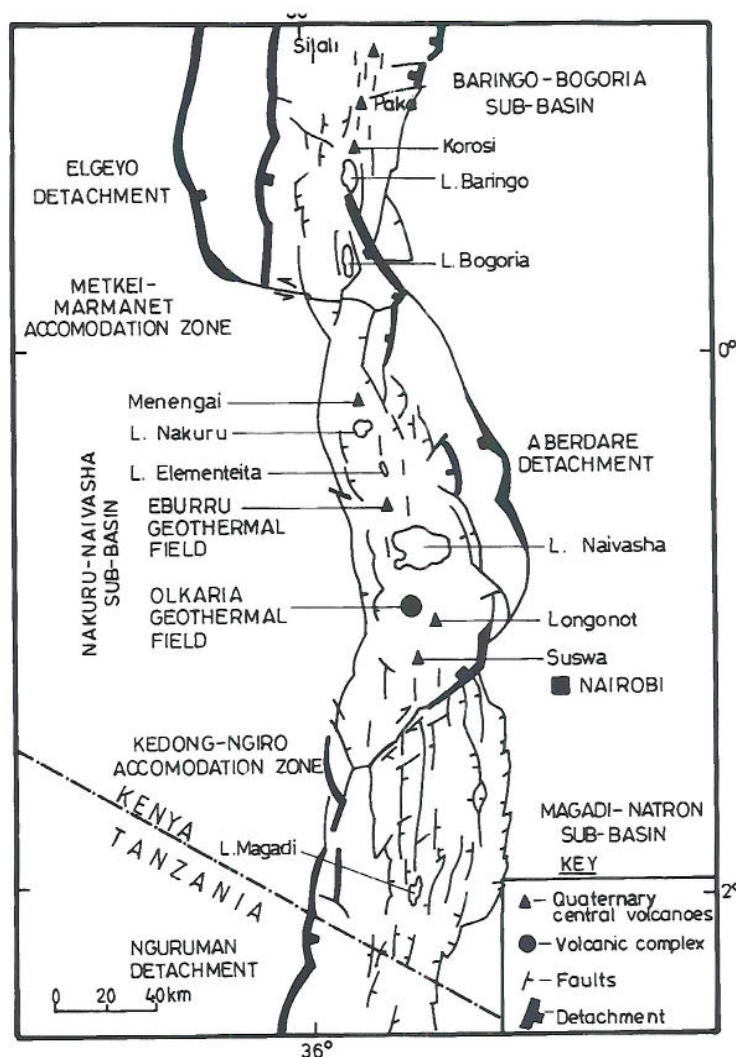 Silali
BARINGO-BOGORIA
SUB-BASIN
Paka
Korosi
ELGEYO
DETACHMENT
L. Baringo
L. Bogoria
METKEI-
MARMANET
ACCOMODATION ZONE
0°
Menengai
L. Nakuru
ABERDARE
DETACHMENT
L. Elementeita
NAKURU-NAIVASHA
SUB-BASIN
EBURRU
GEOTHERMAL
FIELD
L. Naivasha
OLKARIA
GEOTHERMAL
FIELD
Longonot
Suswa
NAIROBI
KEDONG-NGIRO
ACCOMODATION ZONE
KENYA
TANZANIA
MAGADI-NATRON
SUB-BASIN
L. Magadi
KEY
2°
Quaternary
central volcanoes
Volcanic complex
Faults
Detachment
NGURUMAN
DETACHMENT
0 20 40km
36°